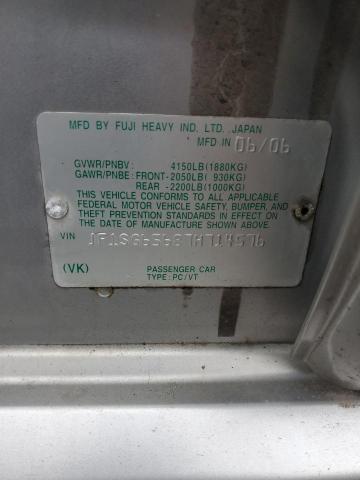 MFD BY FUJI HEAVY IND. LTD. JAPAN
MFD IN 06/06
GVWR/PNBV: 4150LB(1880KG)
GAWR/PNBE: FRONT-2050LB( 930KG)
REAR -2200LB(1000KG)
THIS VEHICLE CONFORMS TO ALL APPLICABLE
FEDERAL MOTOR VEHICLE SAFETY, BUMPER, AND
THEFT PREVENTION STANDARDS IN EFFECT
ON THE DATE OF MANUFACTURE SHOWN ABOVE.
VIN
(VK)
PASSENGER CAR
TYPE:PC/VT